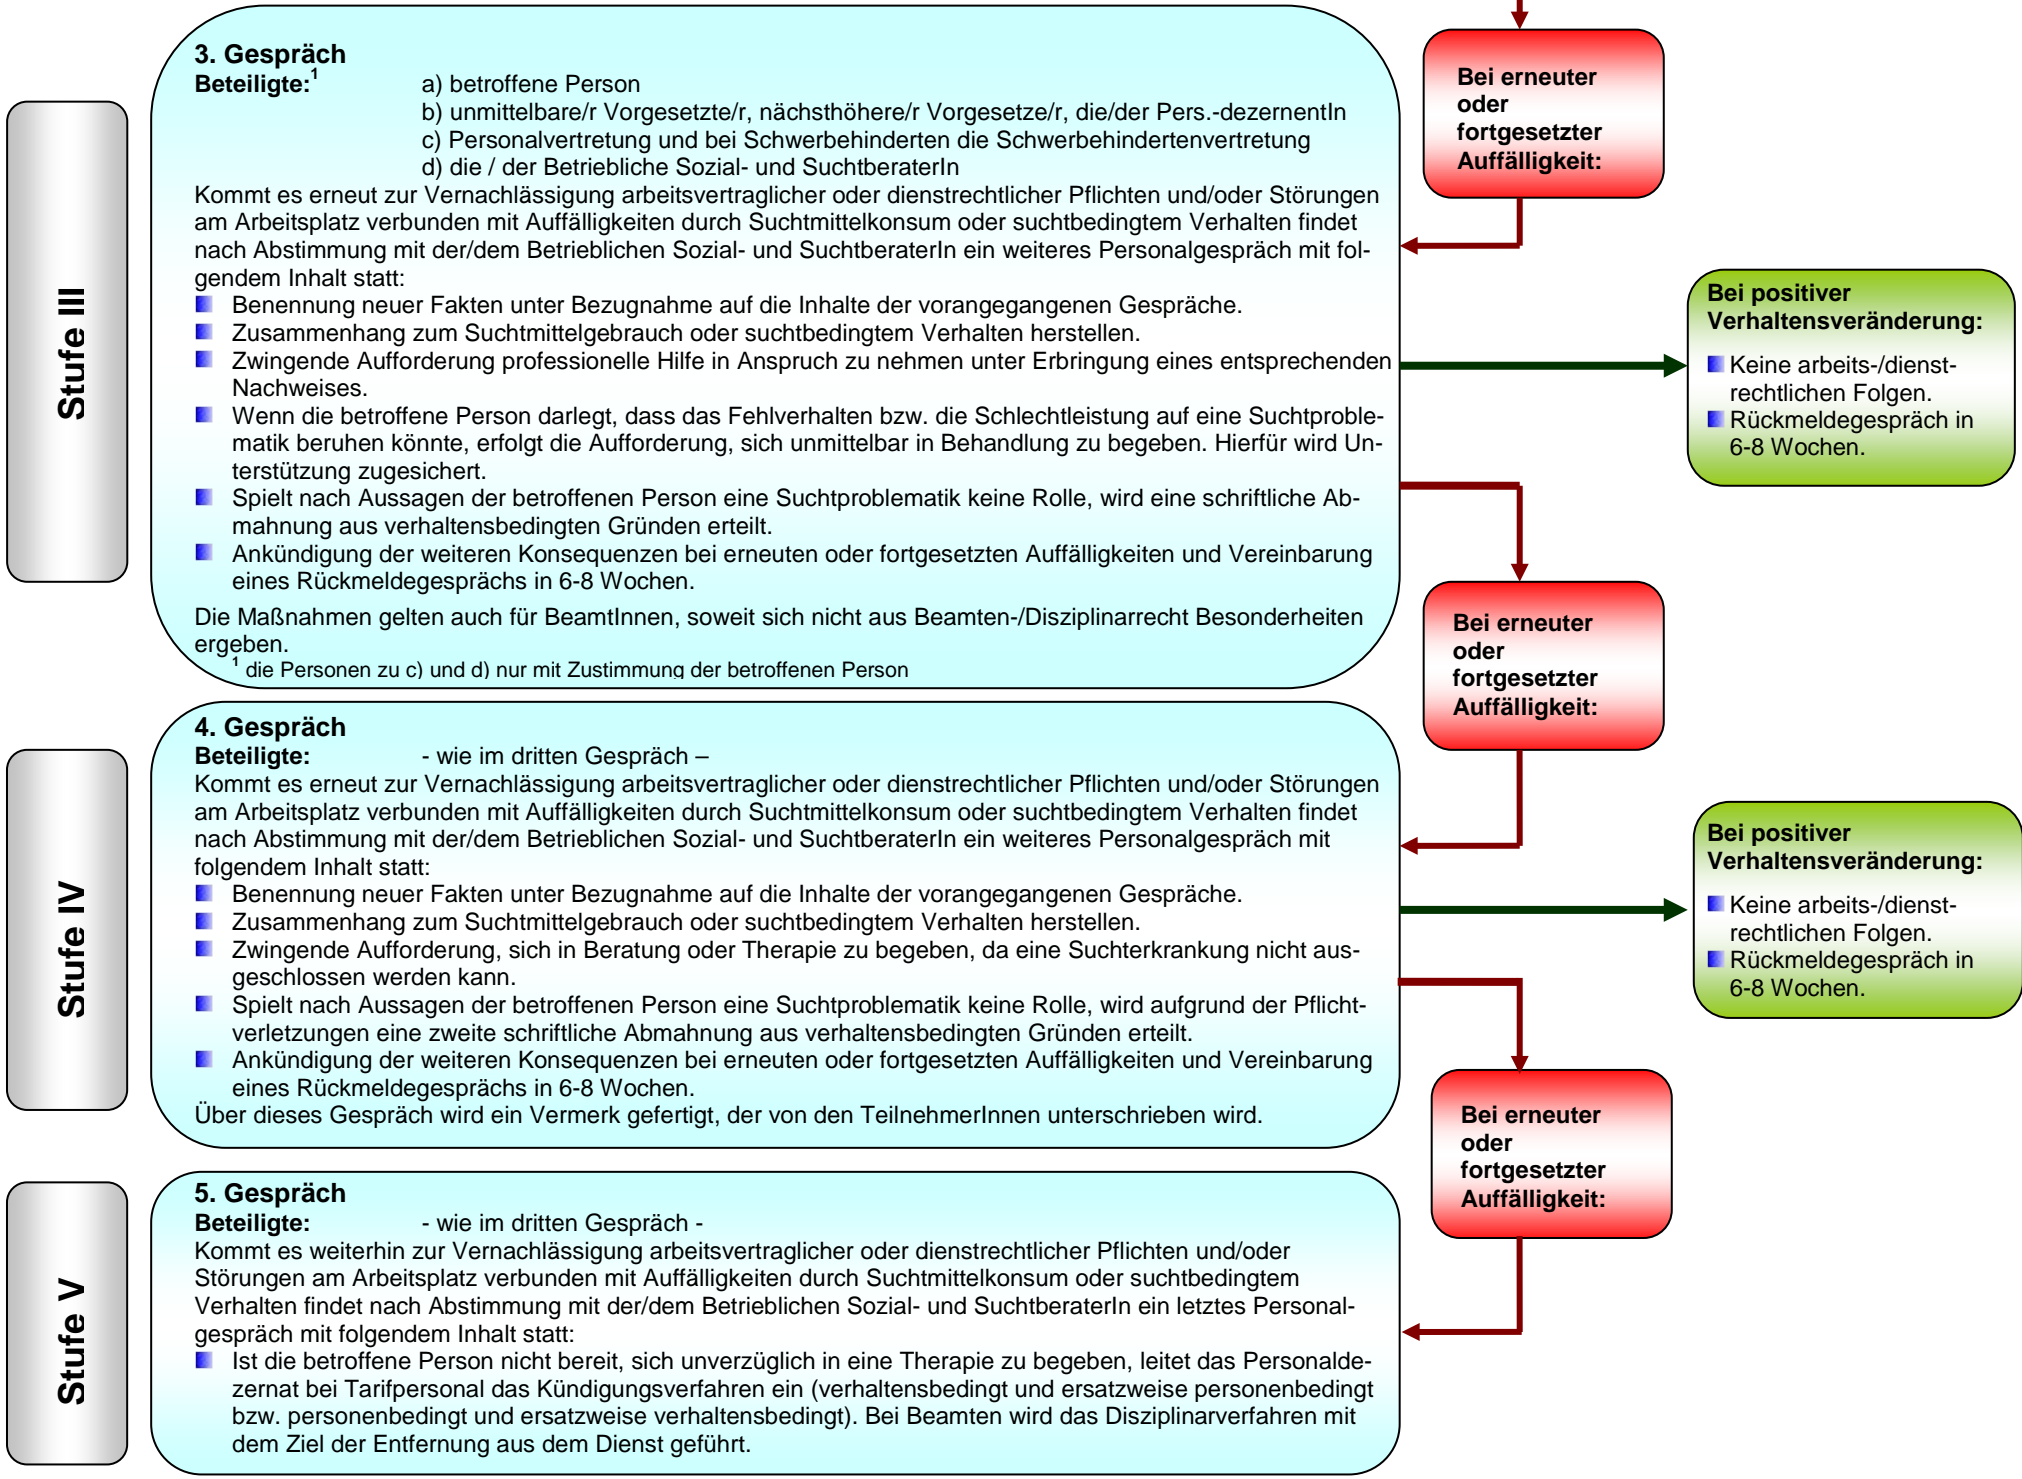 Stufe III
3. Gespräch
Beteiligte:1 a) betroffene Person
b) unmittelbare/r Vorgesetzte/r, nächsthöhere/r Vorgesetze/r, die/der Pers.-dezernentIn
c) Personalvertretung und bei Schwerbehinderten die Schwerbehindertenvertretung
d) die / der Betriebliche Sozial- und SuchtberaterIn
Kommt es erneut zur Vernachlässigung arbeitsvertraglicher oder dienstrechtlicher Pflichten und/oder Störungen
am Arbeitsplatz verbunden mit Auffälligkeiten durch Suchtmittelkonsum oder suchtbedingtem Verhalten findet
nach Abstimmung mit der/dem Betrieblichen Sozial- und SuchtberaterIn ein weiteres Personalgespräch mit fol-
gendem Inhalt statt:
Benennung neuer Fakten unter Bezugnahme auf die Inhalte der vorangegangenen Gespräche.
Zusammenhang zum Suchtmittelgebrauch oder suchtbedingtem Verhalten herstellen.
Zwingende Aufforderung professionelle Hilfe in Anspruch zu nehmen unter Erbringung eines entsprechenden
Nachweises.
Wenn die betroffene Person darlegt, dass das Fehlverhalten bzw. die Schlechtleistung auf eine Suchtproble-
matik beruhen könnte, erfolgt die Aufforderung, sich unmittelbar in Behandlung zu begeben. Hierfür wird Un-
terstützung zugesichert.
Spielt nach Aussagen der betroffenen Person eine Suchtproblematik keine Rolle, wird eine schriftliche Ab-
mahnung aus verhaltensbedingten Gründen erteilt.
Ankündigung der weiteren Konsequenzen bei erneuten oder fortgesetzten Auffälligkeiten und Vereinbarung
eines Rückmeldegesprächs in 6-8 Wochen.
Die Maßnahmen gelten auch für BeamtInnen, soweit sich nicht aus Beamten-/Disziplinarrecht Besonderheiten
ergeben.
1 die Personen zu c) und d) nur mit Zustimmung der betroffenen Person
Bei erneuter
oder
fortgesetzter
Auffälligkeit:
Bei positiver
Verhaltensveränderung:
Keine arbeits-/dienst-
rechtlichen Folgen.
Rückmeldegespräch in
6-8 Wochen.
Bei erneuter
oder
fortgesetzter
Auffälligkeit:
Stufe IV
4. Gespräch
Beteiligte: - wie im dritten Gespräch –
Kommt es erneut zur Vernachlässigung arbeitsvertraglicher oder dienstrechtlicher Pflichten und/oder Störungen
am Arbeitsplatz verbunden mit Auffälligkeiten durch Suchtmittelkonsum oder suchtbedingtem Verhalten findet
nach Abstimmung mit der/dem Betrieblichen Sozial- und SuchtberaterIn ein weiteres Personalgespräch mit
folgendem Inhalt statt:
Benennung neuer Fakten unter Bezugnahme auf die Inhalte der vorangegangenen Gespräche.
Zusammenhang zum Suchtmittelgebrauch oder suchtbedingtem Verhalten herstellen.
Zwingende Aufforderung, sich in Beratung oder Therapie zu begeben, da eine Suchterkrankung nicht aus-
geschlossen werden kann.
Spielt nach Aussagen der betroffenen Person eine Suchtproblematik keine Rolle, wird aufgrund der Pflicht-
verletzungen eine zweite schriftliche Abmahnung aus verhaltensbedingten Gründen erteilt.
Ankündigung der weiteren Konsequenzen bei erneuten oder fortgesetzten Auffälligkeiten und Vereinbarung
eines Rückmeldegesprächs in 6-8 Wochen.
Über dieses Gespräch wird ein Vermerk gefertigt, der von den TeilnehmerInnen unterschrieben wird.
Bei positiver
Verhaltensveränderung:
Keine arbeits-/dienst-
rechtlichen Folgen.
Rückmeldegespräch in
6-8 Wochen.
Bei erneuter
oder
fortgesetzter
Auffälligkeit:
Stufe V
5. Gespräch
Beteiligte: - wie im dritten Gespräch -
Kommt es weiterhin zur Vernachlässigung arbeitsvertraglicher oder dienstrechtlicher Pflichten und/oder
Störungen am Arbeitsplatz verbunden mit Auffälligkeiten durch Suchtmittelkonsum oder suchtbedingtem
Verhalten findet nach Abstimmung mit der/dem Betrieblichen Sozial- und SuchtberaterIn ein letztes Personal-
gespräch mit folgendem Inhalt statt:
Ist die betroffene Person nicht bereit, sich unverzüglich in eine Therapie zu begeben, leitet das Personalde-
zernat bei Tarifpersonal das Kündigungsverfahren ein (verhaltensbedingt und ersatzweise personenbedingt
bzw. personenbedingt und ersatzweise verhaltensbedingt). Bei Beamten wird das Disziplinarverfahren mit
dem Ziel der Entfernung aus dem Dienst geführt.